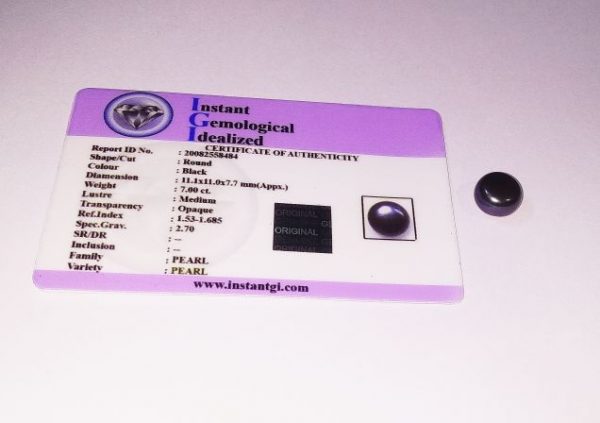 Instant
Gemological
Idealized
CERTIFICATE OF AUTHENTICITY
Report ID No. : 20082558484
Shape/Cut : Round
Colour : Black
Diamension : 11.1x11.0x7.7 mm(Appx.)
Weight : 7.00 ct.
Lustre : Medium
Transparency : Opaque
Ref.Index : 1.53-1.685
Spec.Grav. : 2.70
SR/DR : --
Inclusion : --
Family : PEARL
Variety : PEARL
ORIGINAL
ORIGINAL
www.instantgi.com